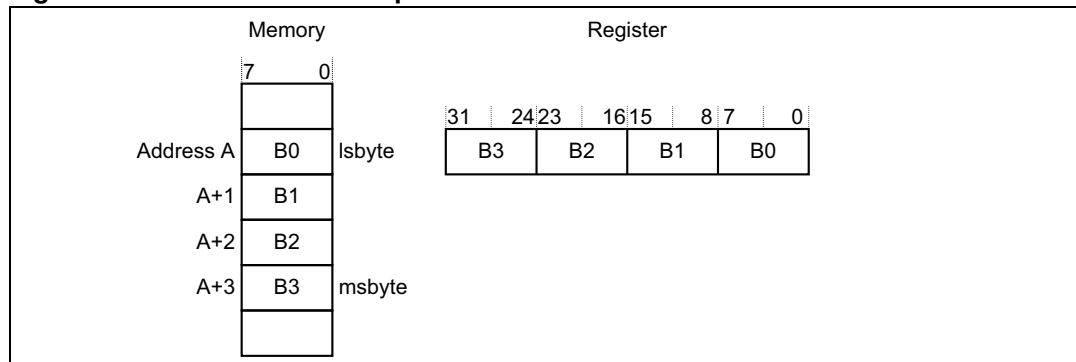 Memory
Register
7 0
31 24 23 16 15 8 7 0
Address A B0 lsbyte B3 B2 B1 B0
A+1 B1
A+2 B2
A+3 B3 msbyte